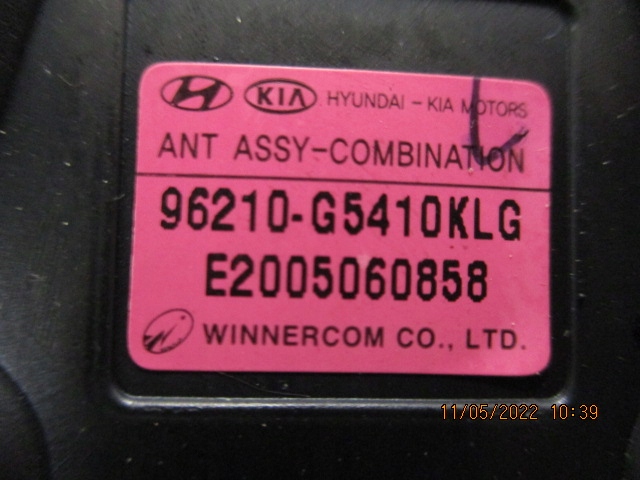 KIA HYUNDAI - KIA MOTORS
ANT ASSY-COMBINATION
96210-G5410KLG
E2005060858
WINNERCOM CO., LTD.
11/05/2022 10:39